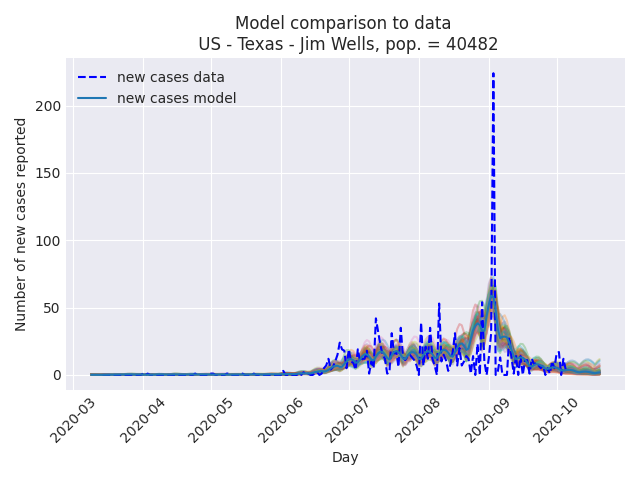 Model comparison to data
US - Texas - Jim Wells, pop. = 40482
new cases data
new cases model
Number of new cases reported
200
150
100
50
0
2020-03
2020-04
2020-05
2020-06
2020-07
2020-08
2020-09
2020-10
Day